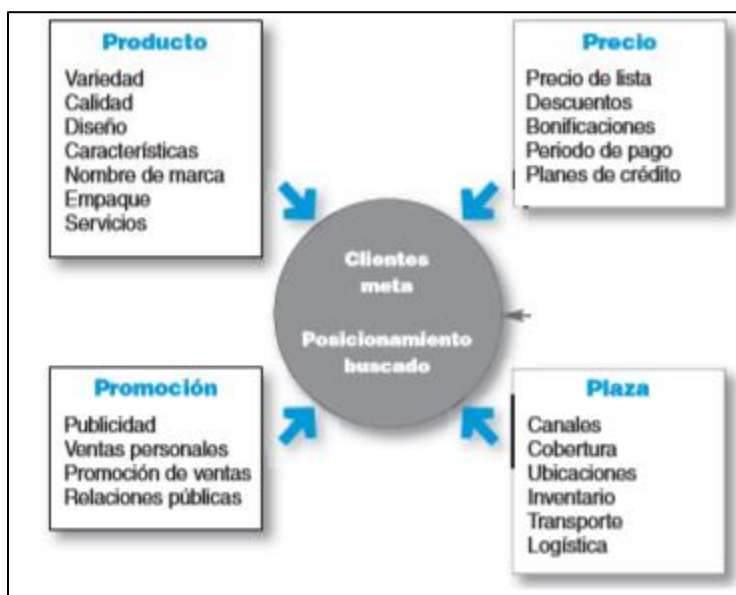 Producto
Variedad
Calidad
Diseño
Características
Nombre de marca
Empaque
Servicios
Precio
Precio de lista
Descuentos
Bonificaciones
Periodo de pago
Planes de crédito
Clientes
meta
Posicionamiento
buscado
Promoción
Publicidad
Ventas personales
Promoción de ventas
Relaciones públicas
Plaza
Canales
Cobertura
Ubicaciones
Inventario
Transporte
Logística